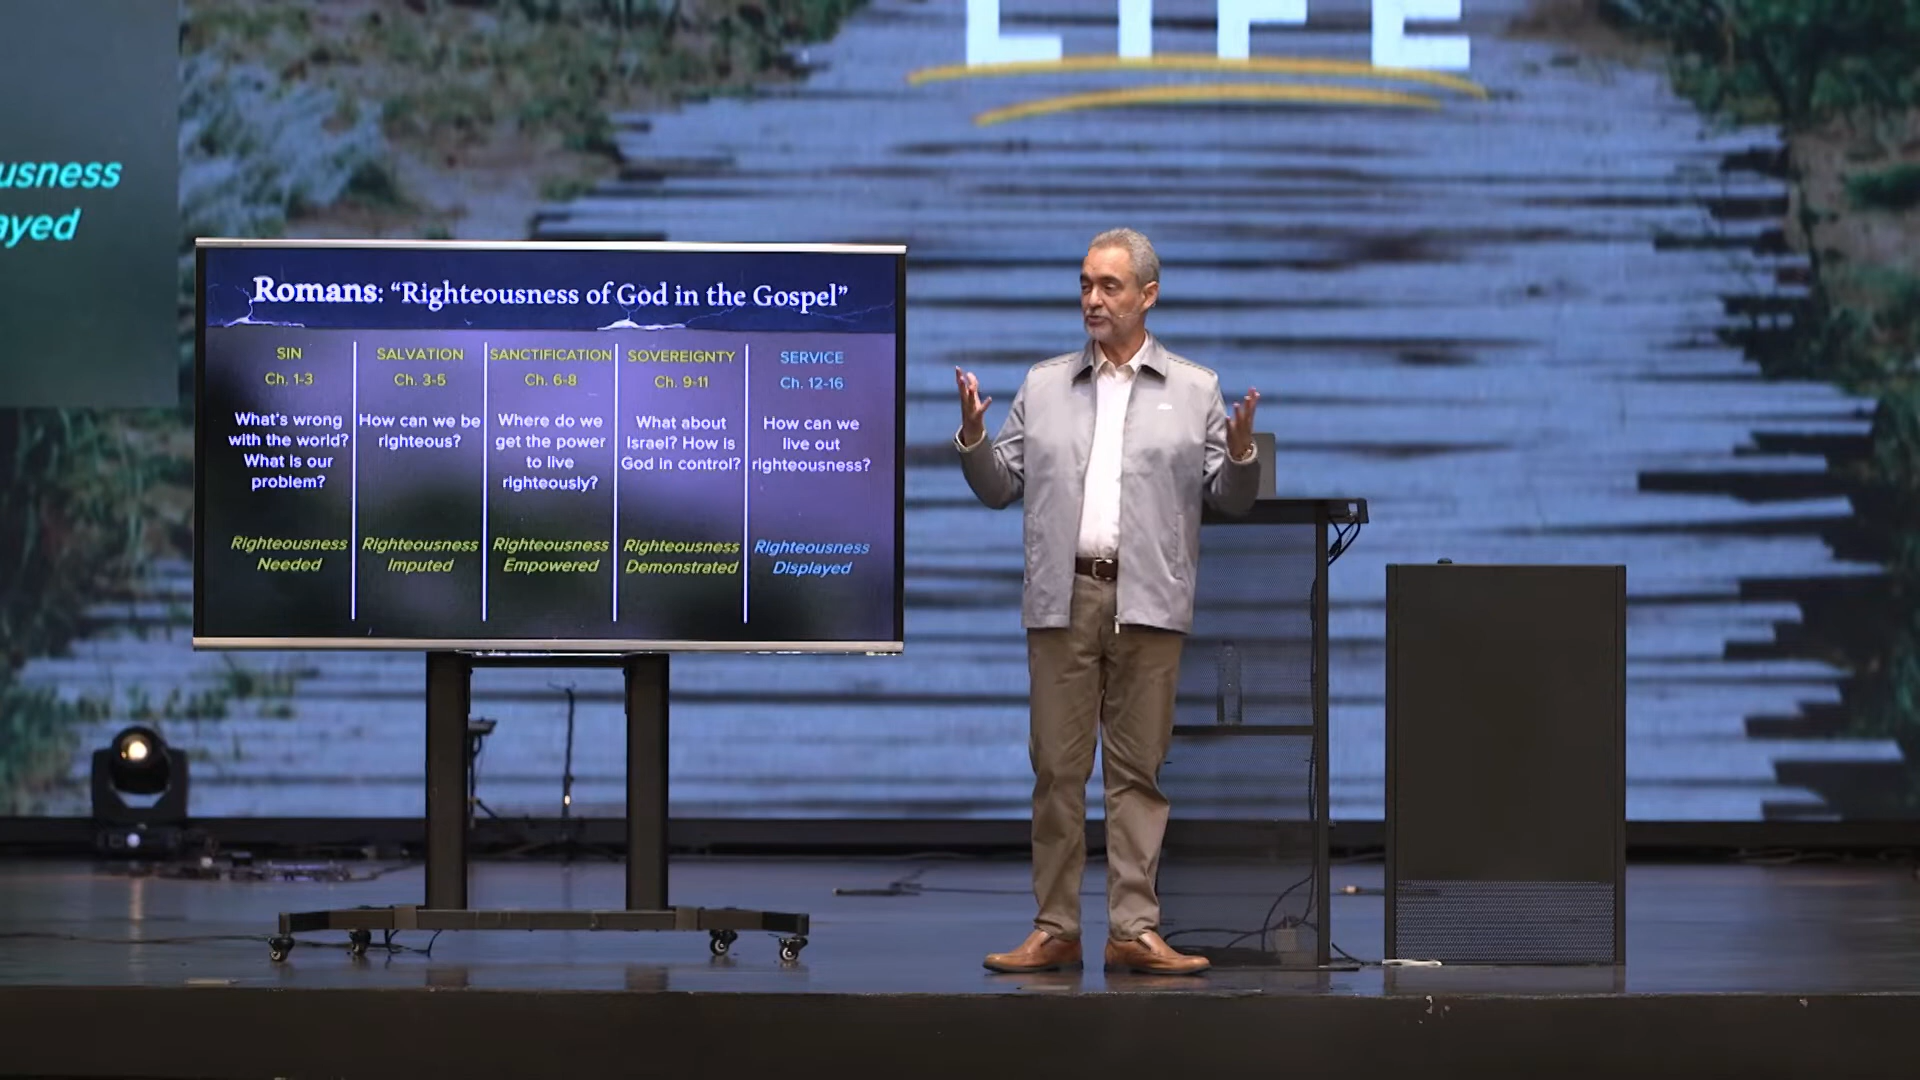 LIFE
usness
ayed
Romans: “Righteousness of God in the Gospel”
SIN
Ch. 1-3
What's wrong
with the world?
What is our
problem?
Righteousness
Needed
SALVATION
Ch. 3-5
How can we be
righteous?
Righteousness
Imputed
SANCTIFICATION
Ch. 6-8
Where do we
get the power
to live
righteously?
Righteousness
Empowered
SOVEREIGNTY
Ch. 9-11
What about
Israel? How is
God in control?
Righteousness
Demonstrated
SERVICE
Ch. 12-16
How can we
live out
righteousness?
Righteousness
Displayed